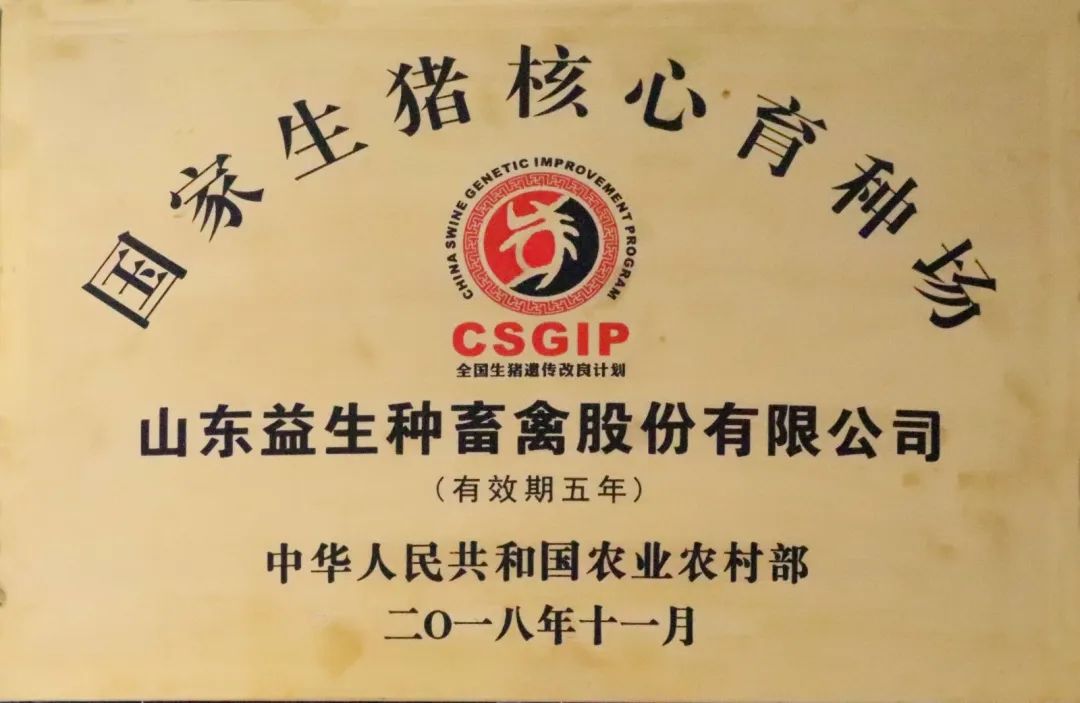 国家生猪核心育种场
CHINA SWINE GENETIC IMPROVEMENT PROGRAM
CSGIP
全国生猪遗传改良计划
山东益生种畜禽股份有限公司
(有效期五年)
中华人民共和国农业农村部
二O一八年十一月